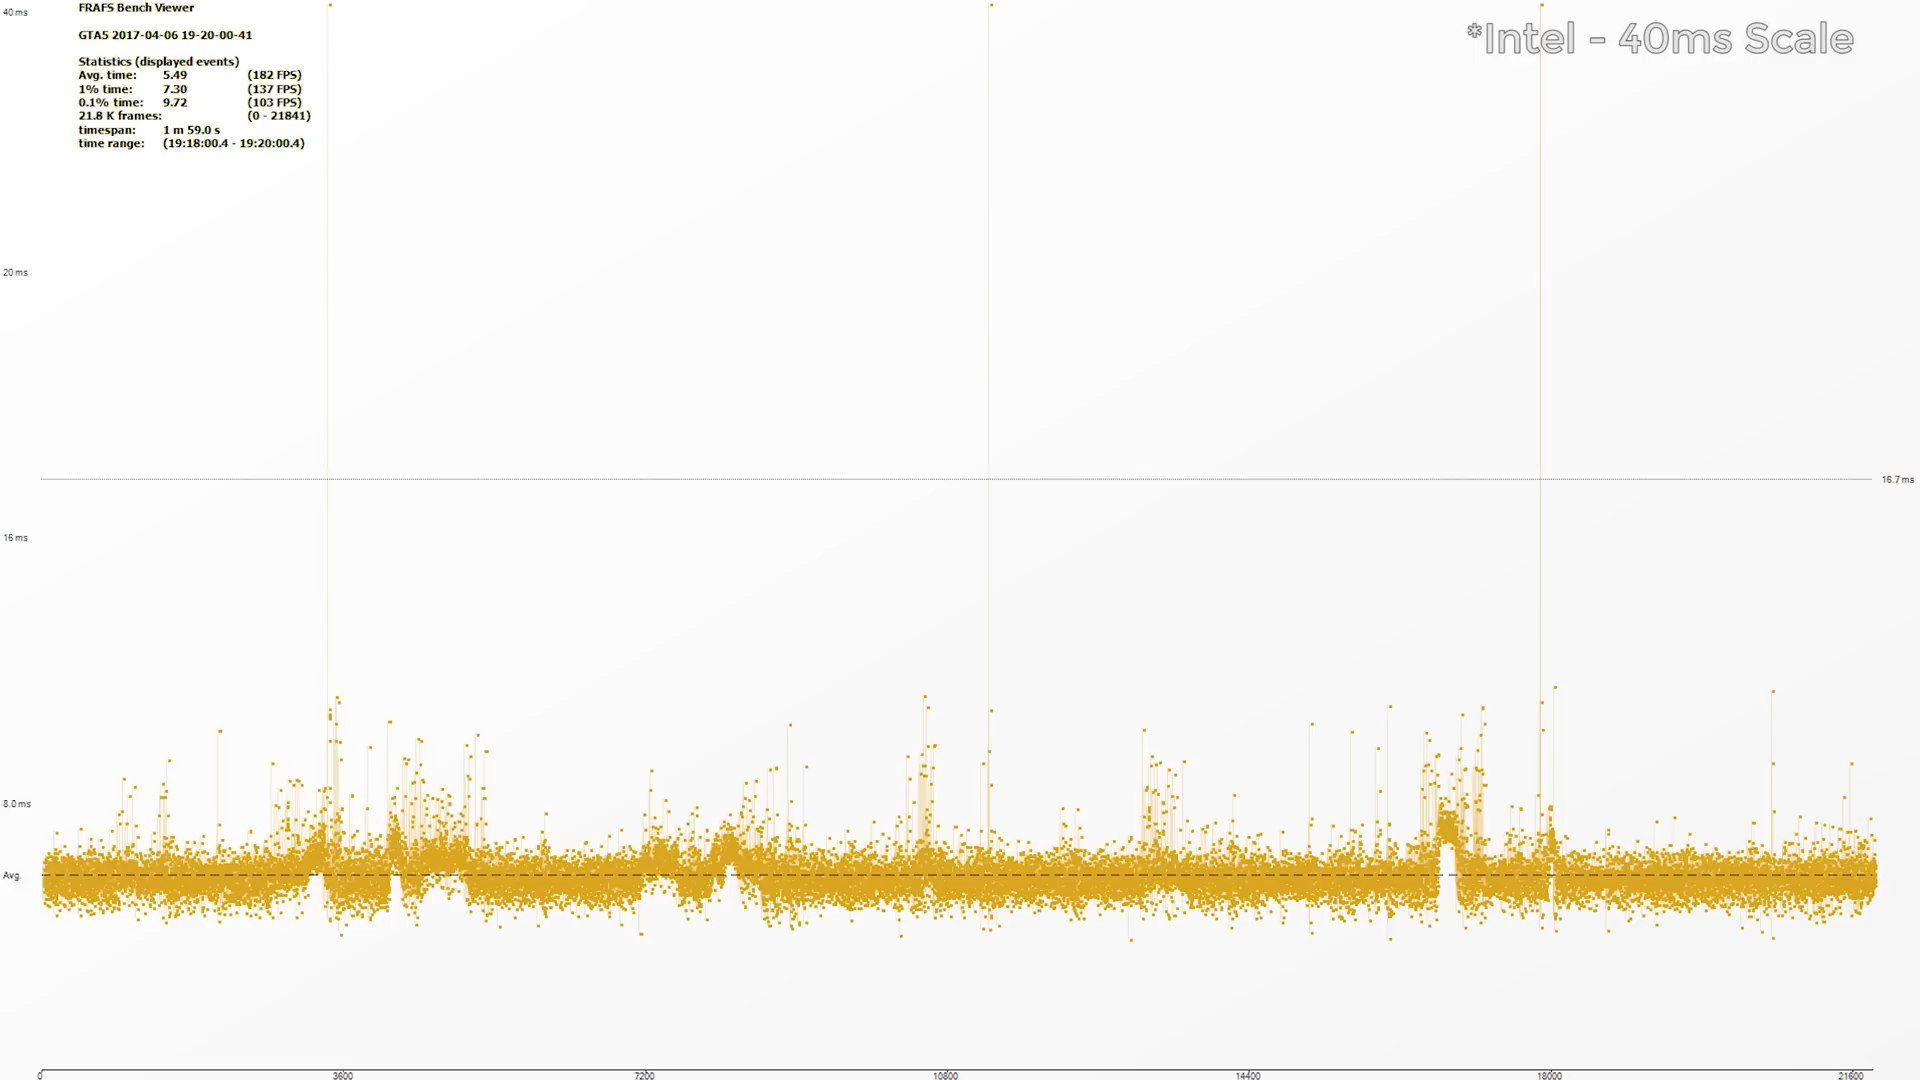 40 ms
FRAFS Bench Viewer
*Intel - 40ms Scale
GTA5 2017-04-06 19-20-00-41
Statistics (displayed events)
Avg. time: 5.49 (182 FPS)
1% time: 7.30 (137 FPS)
0.1% time: 9.72 (103 FPS)
21.8 K frames: (0 - 21841)
timespan: 1 m 59.0 s
time range: (19:18:00.4 - 19:20:00.4)
20 ms
16.7 ms
16 ms
8.0 ms
Avg.
0 3600 7200 10800 14400 18000 21600